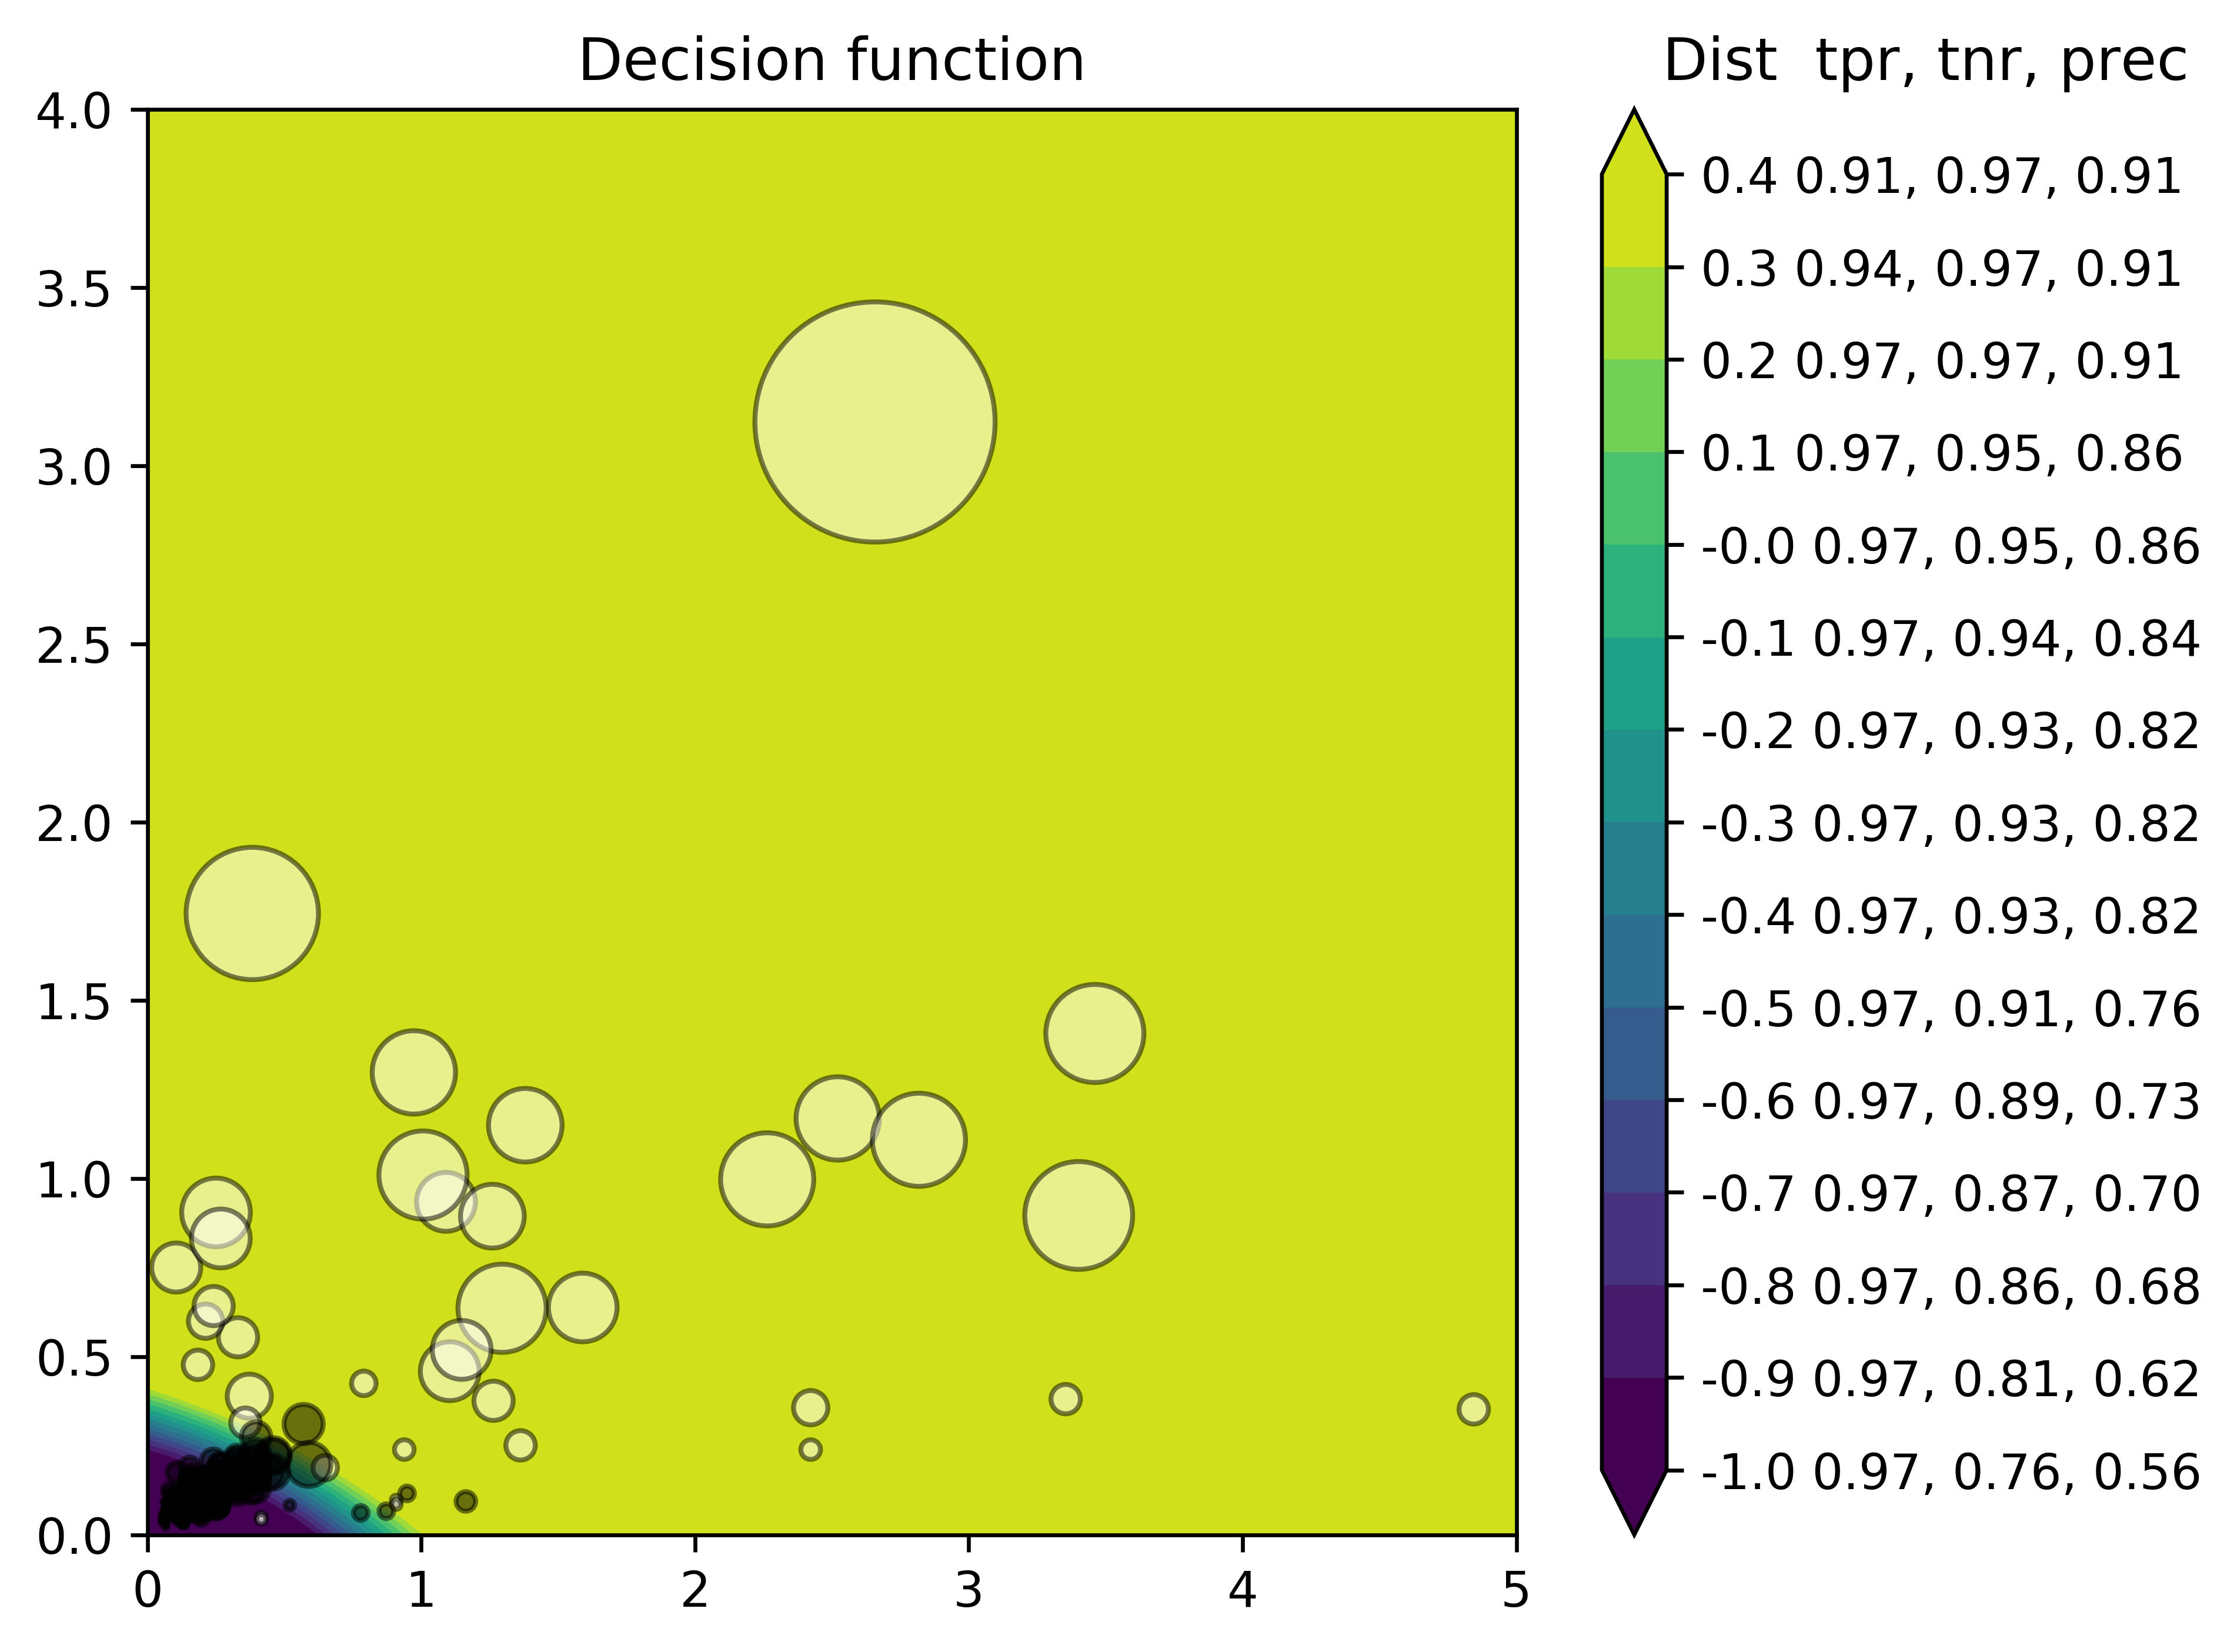 Decision function
Dist tpr, tnr, prec
4.0
3.5
3.0
2.5
2.0
1.5
1.0
0.5
0.0
0 1 2 3 4 5
0.4 0.91, 0.97, 0.91
0.3 0.94, 0.97, 0.91
0.2 0.97, 0.97, 0.91
0.1 0.97, 0.95, 0.86
-0.0 0.97, 0.95, 0.86
-0.1 0.97, 0.94, 0.84
-0.2 0.97, 0.93, 0.82
-0.3 0.97, 0.93, 0.82
-0.4 0.97, 0.93, 0.82
-0.5 0.97, 0.91, 0.76
-0.6 0.97, 0.89, 0.73
-0.7 0.97, 0.87, 0.70
-0.8 0.97, 0.86, 0.68
-0.9 0.97, 0.81, 0.62
-1.0 0.97, 0.76, 0.56